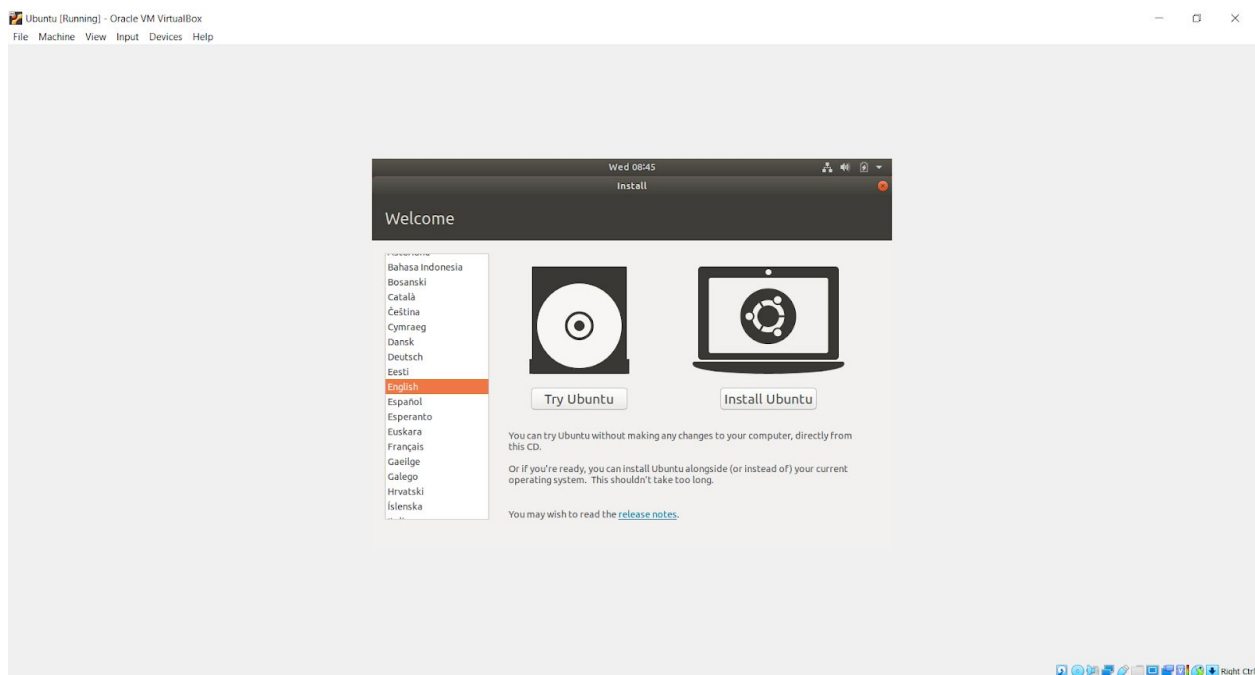 Ubuntu [Running] - Oracle VM VirtualBox
File Machine View Input Devices Help
Wed 08:45
Install
Welcome
Bahasa Indonesia
Bosanski
Català
Čeština
Cymraeg
Dansk
Deutsch
Eesti
English
Español
Esperanto
Euskara
Français
Gaeilge
Galego
Hrvatski
Íslenska
Try Ubuntu
Install Ubuntu
You can try Ubuntu without making any changes to your computer, directly from
this CD.
Or if you're ready, you can install Ubuntu alongside (or instead of) your current
operating system. This shouldn't take too long.
You may wish to read the release notes.
Right Ctrl